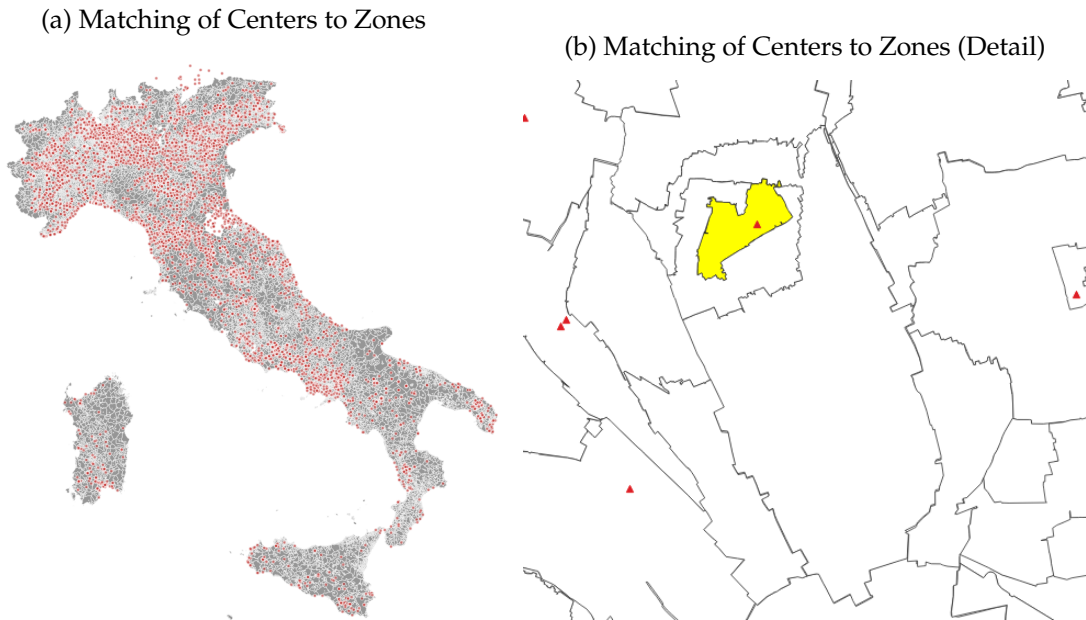 (a) Matching of Centers to Zones
(b) Matching of Centers to Zones (Detail)